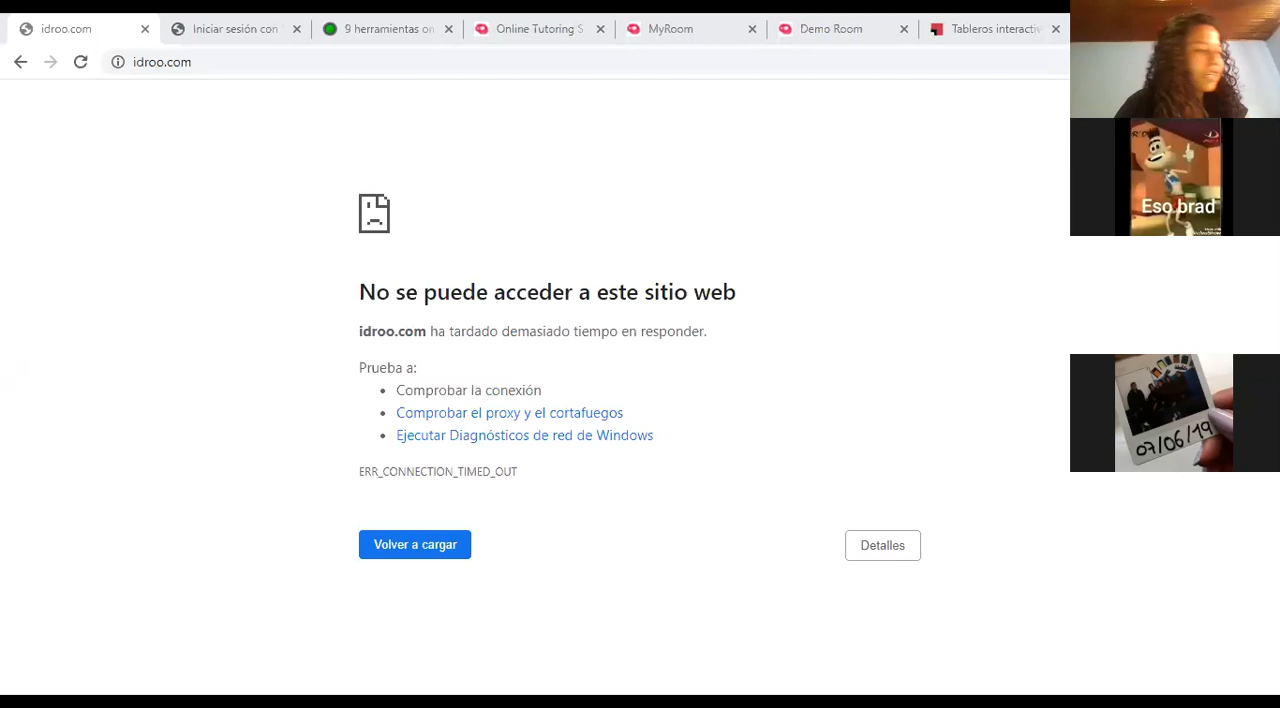 idroo.com
Iniciar sesión con
9 herramientas on
Online Tutoring S
MyRoom
Demo Room
Tableros interactiv
idroo.com
No se puede acceder a este sitio web
idroo.com ha tardado demasiado tiempo en responder.
Prueba a:
Comprobar la conexión
Comprobar el proxy y el cortafuegos
Ejecutar Diagnósticos de red de Windows
ERR_CONNECTION_TIMED_OUT
Volver a cargar
Detalles
Eso brad
07/06/19